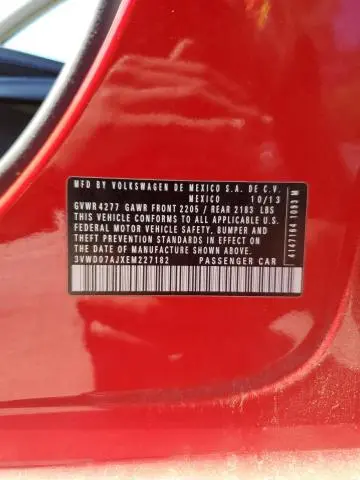 MFD BY VOLKSWAGEN DE MEXICO S.A. DE C.V.
MEXICO 10/13
GVWR 4277 GAWR FRONT 2205 / REAR 2183 LBS
THIS VEHICLE CONFORMS TO ALL APPLICABLE U.S.
FEDERAL MOTOR VEHICLE SAFETY, BUMPER AND
THEFT PREVENTION STANDARDS IN EFFECT ON
THE DATE OF MANUFACTURE SHOWN ABOVE
3VWD07AJXEM227182 PASSENGER CAR
4147104 1093 M